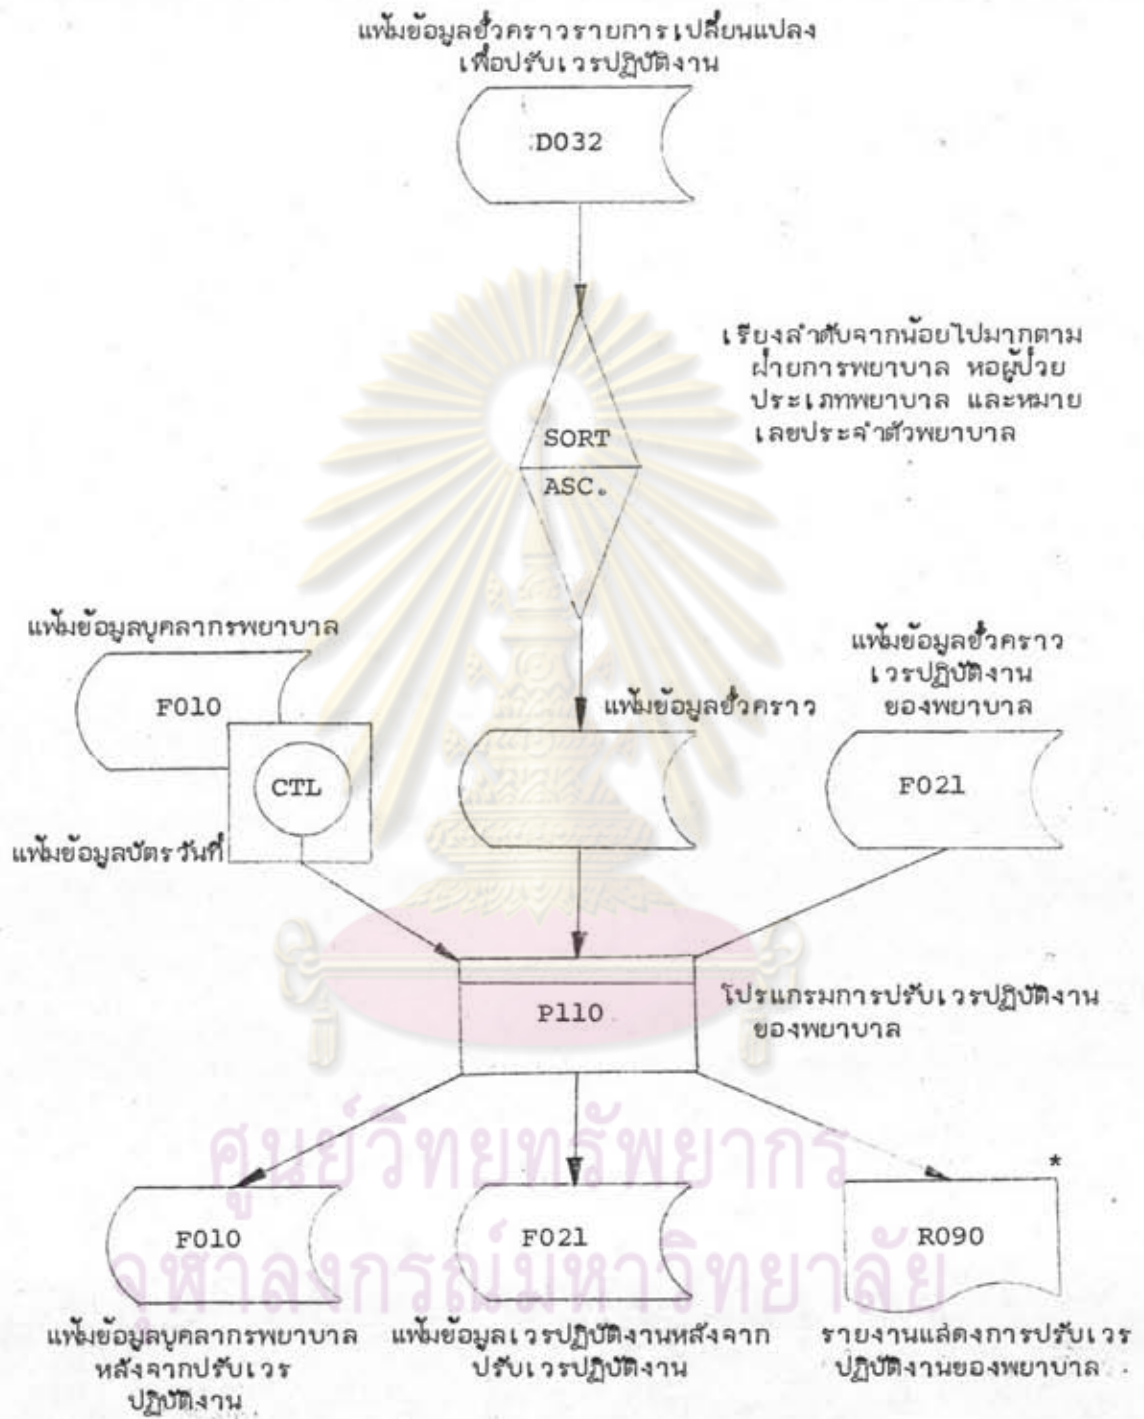 แฟ้มข้อมูลชั่วคราวรายการเปลี่ยนแปลง
เพื่อปรับเวรปฏิบัติงาน
D032
เรียงลำดับจากน้อยไปมากตาม
ฝ่ายการพยาบาล หอผู้ป่วย
ประเภทพยาบาล และหมาย
เลขประจำตัวพยาบาล
SORT
ASC.
แฟ้มข้อมูลบุคลากรพยาบาล
F010
CTL
แฟ้มข้อมูลบัตรวันที่
แฟ้มข้อมูลชั่วคราว
แฟ้มข้อมูลชั่วคราว
เวรปฏิบัติงาน
ของพยาบาล
F021
P110
โปรแกรมการปรับเวรปฏิบัติงาน
ของพยาบาล
ศูนย์วิทยทรัพยากร
จุฬาลงกรณ์มหาวิทยาลัย
F010
แฟ้มข้อมูลบุคลากรพยาบาล
หลังจากปรับเวร
ปฏิบัติงาน
F021
แฟ้มข้อมูลเวรปฏิบัติงานหลังจาก
ปรับเวรปฏิบัติงาน
*
R090
รายงานแสดงการปรับเวร
ปฏิบัติงานของพยาบาล